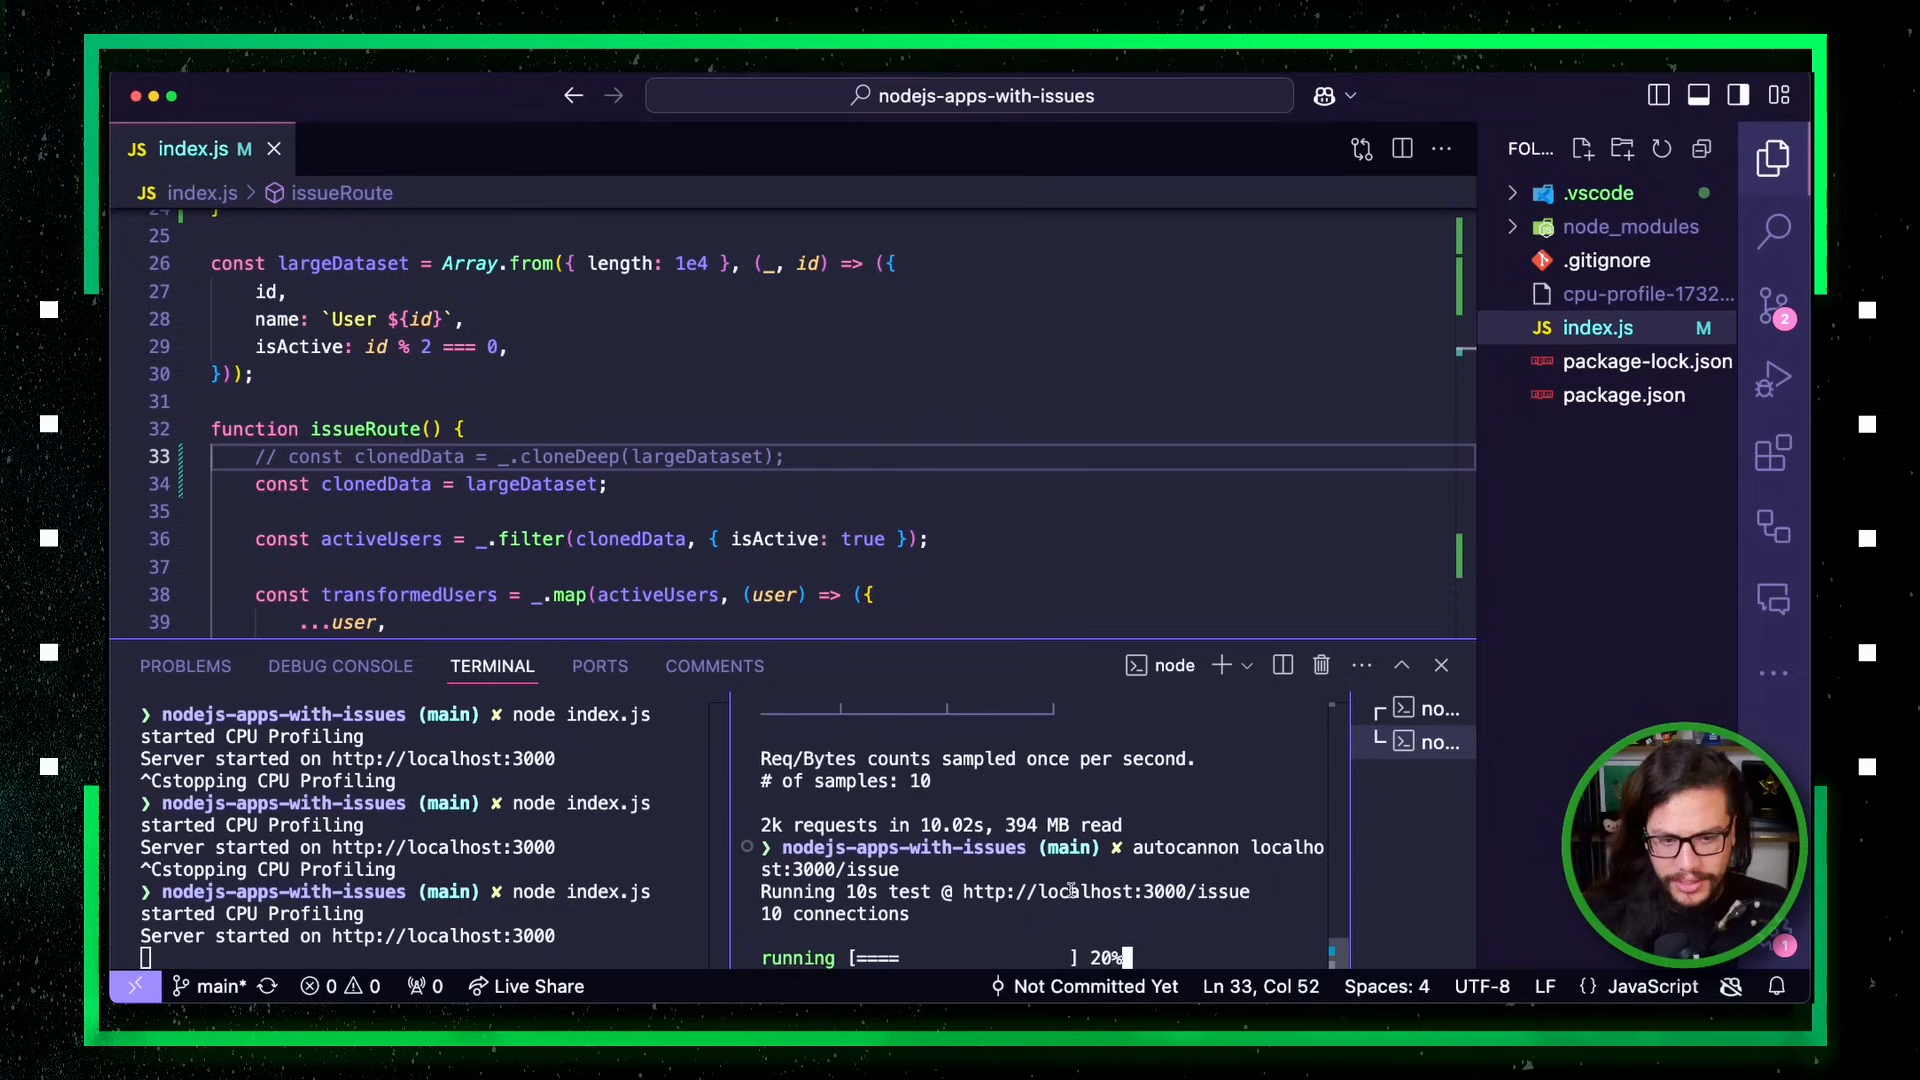 nodejs-apps-with-issues
JS index.js M
JS index.js > issueRoute
24 }
25
26 const largeDataset = Array.from({ length: 1e4 }, (_, id) => ({
27 id,
28 name: `User ${id}`,
29 isActive: id % 2 === 0,
30 }));
31
32 function issueRoute() {
33 // const clonedData = _.cloneDeep(largeDataset);
34 const clonedData = largeDataset;
35
36 const activeUsers = _.filter(clonedData, { isActive: true });
37
38 const transformedUsers = _.map(activeUsers, (user) => ({
39 ...user,
FOL...
.vscode
node_modules
.gitignore
cpu-profile-1732...
JS index.js M
package-lock.json
package.json
2
1
PROBLEMS DEBUG CONSOLE TERMINAL PORTS COMMENTS
node
❯ nodejs-apps-with-issues (main) ✘ node index.js
started CPU Profiling
Server started on http://localhost:3000
^Cstopping CPU Profiling
❯ nodejs-apps-with-issues (main) ✘ node index.js
started CPU Profiling
Server started on http://localhost:3000
^Cstopping CPU Profiling
❯ nodejs-apps-with-issues (main) ✘ node index.js
started CPU Profiling
Server started on http://localhost:3000
Req/Bytes counts sampled once per second.
# of samples: 10
2k requests in 10.02s, 394 MB read
❯ nodejs-apps-with-issues (main) ✘ autocannon localho
st:3000/issue
Running 10s test @ http://localhost:3000/issue
10 connections
running [==== ] 20%
no...
no...
main* 0 0 0 Live Share
Not Committed Yet Ln 33, Col 52 Spaces: 4 UTF-8 LF {} JavaScript